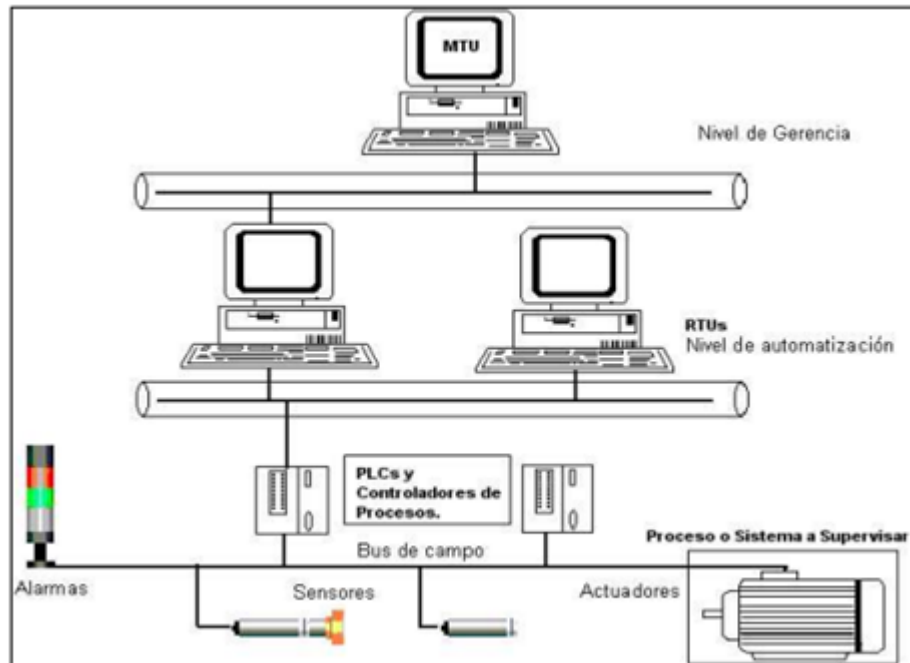 MTU
Nivel de Gerencia
RTUs
Nivel de automatización
PLCs y
Controladores de
Procesos.
Proceso o Sistema a Supervisar
Bus de campo
Alarmas
Sensores
Actuadores